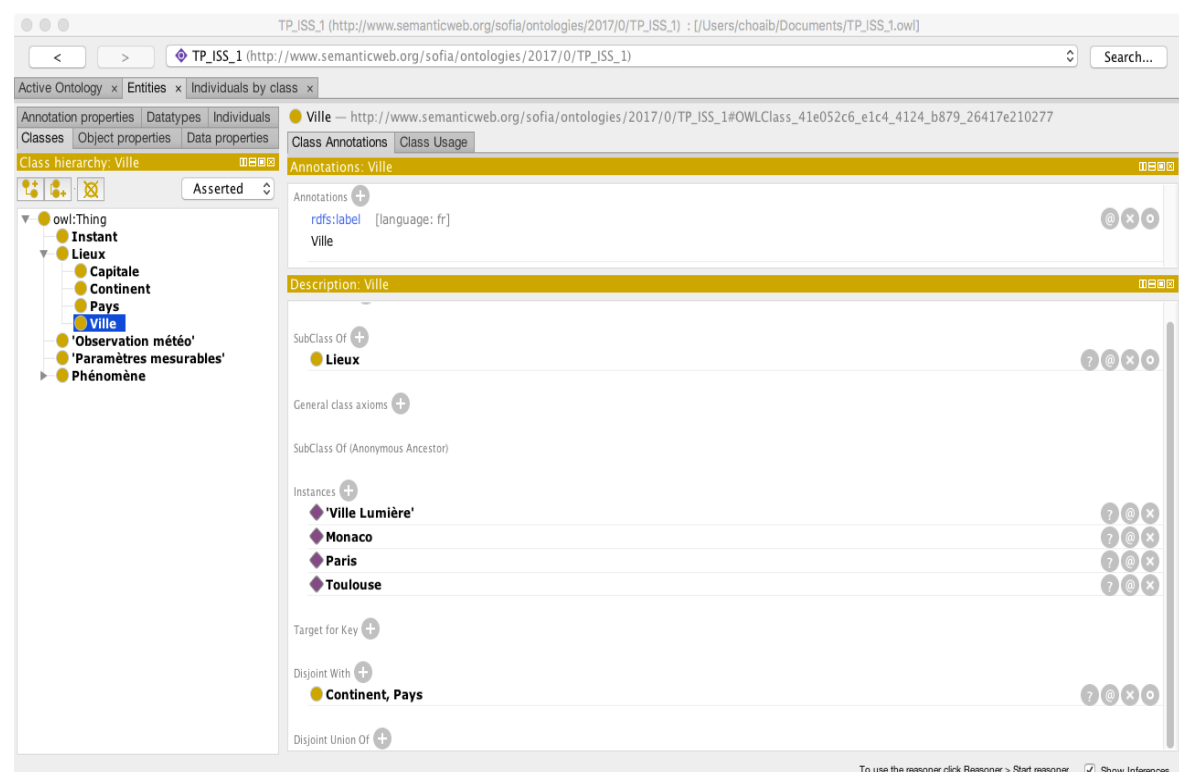 TP_ISS_1 (http://www.semanticweb.org/sofia/ontologies/2017/0/TP_ISS_1) : [/Users/choaib/Documents/TP_ISS_1.owl]
< > TP_ISS_1 (http://www.semanticweb.org/sofia/ontologies/2017/0/TP_ISS_1) Search...
Active Ontology × Entities × Individuals by class ×
Annotation properties Datatypes Individuals
Classes Object properties Data properties
Class hierarchy: Ville
Asserted
owl:Thing
Instant
Lieux
Capitale
Continent
Pays
Ville
'Observation météo'
'Paramètres mesurables'
Phénomène
Ville — http://www.semanticweb.org/sofia/ontologies/2017/0/TP_ISS_1#OWLClass_41e052c6_e1c4_4124_b879_26417e210277
Class Annotations Class Usage
Annotations: Ville
Annotations
rdfs:label [language: fr]
Ville
Description: Ville
SubClass Of
Lieux
General class axioms
SubClass Of (Anonymous Ancestor)
Instances
'Ville Lumière'
Monaco
Paris
Toulouse
Target for Key
Disjoint With
Continent, Pays
Disjoint Union Of
To use the reasoner click Reasoner > Start reasoner Show Inferences